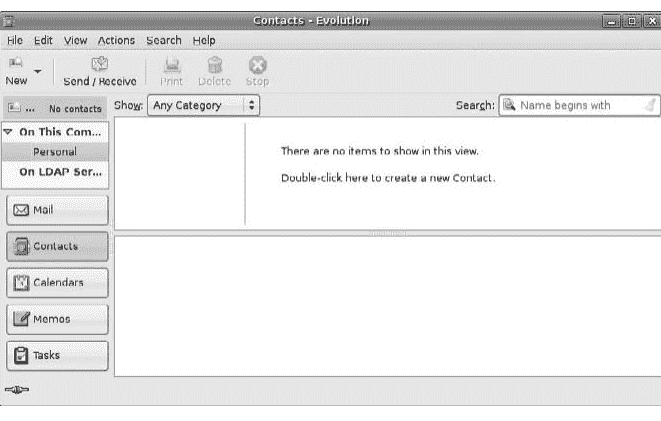 Contacts - Evolution
File Edit View Actions Search Help
New Send / Receive Print Delete Stop
... No contacts Show: Any Category Search: Name begins with
On This Com...
Personal
On LDAP Ser...
There are no items to show in this view.
Double-click here to create a new Contact.
Mail
Contacts
Calendars
Memos
Tasks